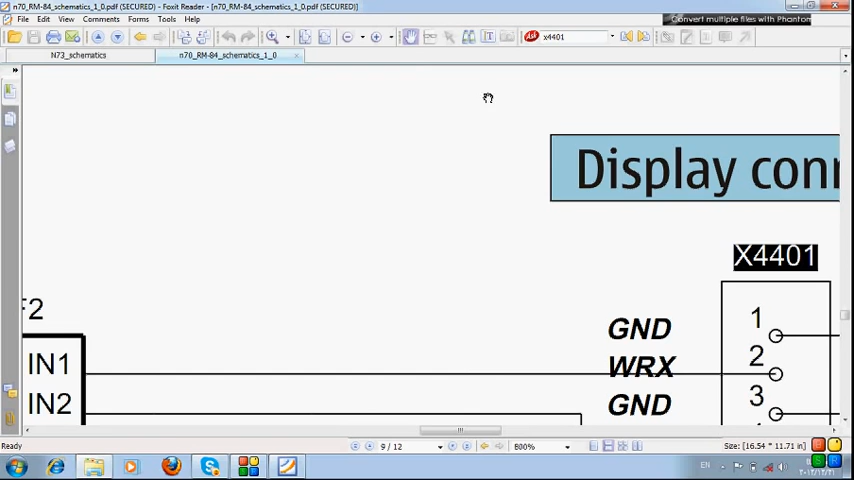 n70_RM-84_schematics_1_0.pdf (SECURED) - Foxit Reader - [n70_RM-84_schematics_1_0.pdf (SECURED)]
File Edit View Comments Forms Tools Help
Convert multiple files with Phantom
Ask x4401
N73_schematics n70_RM-84_schematics_1_0
Display conn
X4401
F2
GND 1
IN1 WRX 2
IN2 GND 3
Ready 9 / 12 800% Size: [16.54 * 11.71 in]
EN